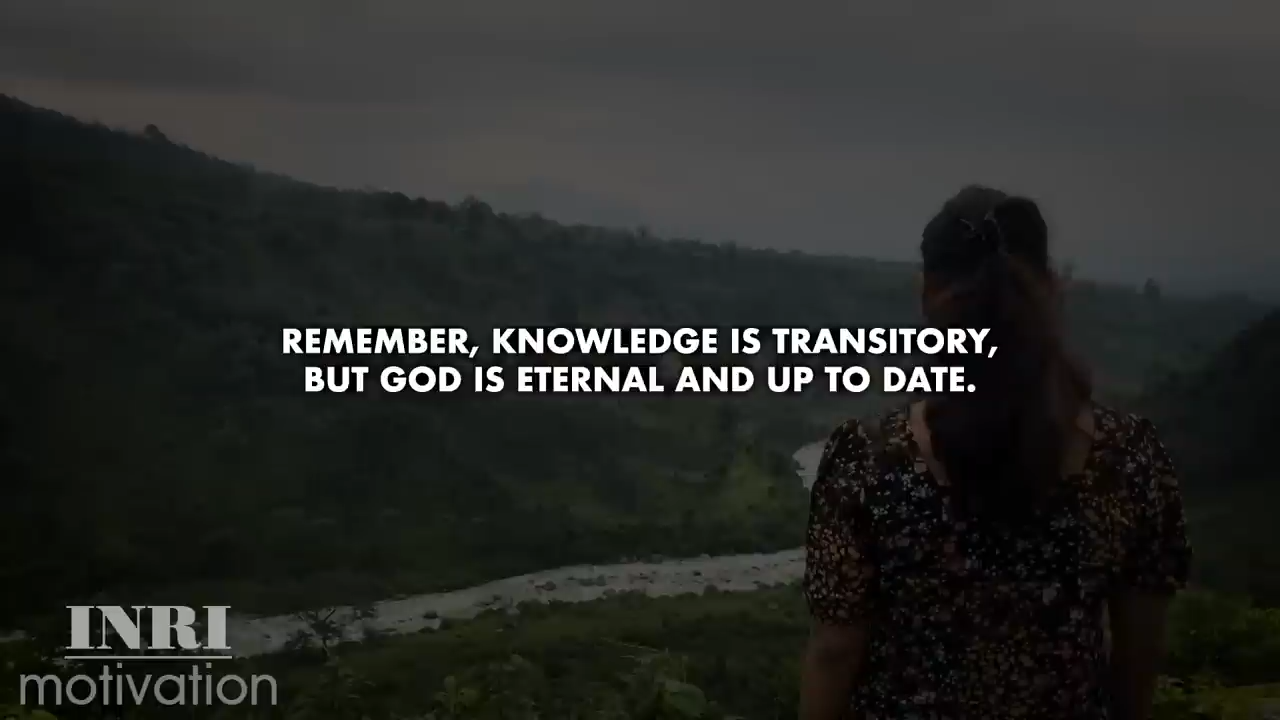 REMEMBER, KNOWLEDGE IS TRANSITORY,
BUT GOD IS ETERNAL AND UP TO DATE.
INRI
motivation